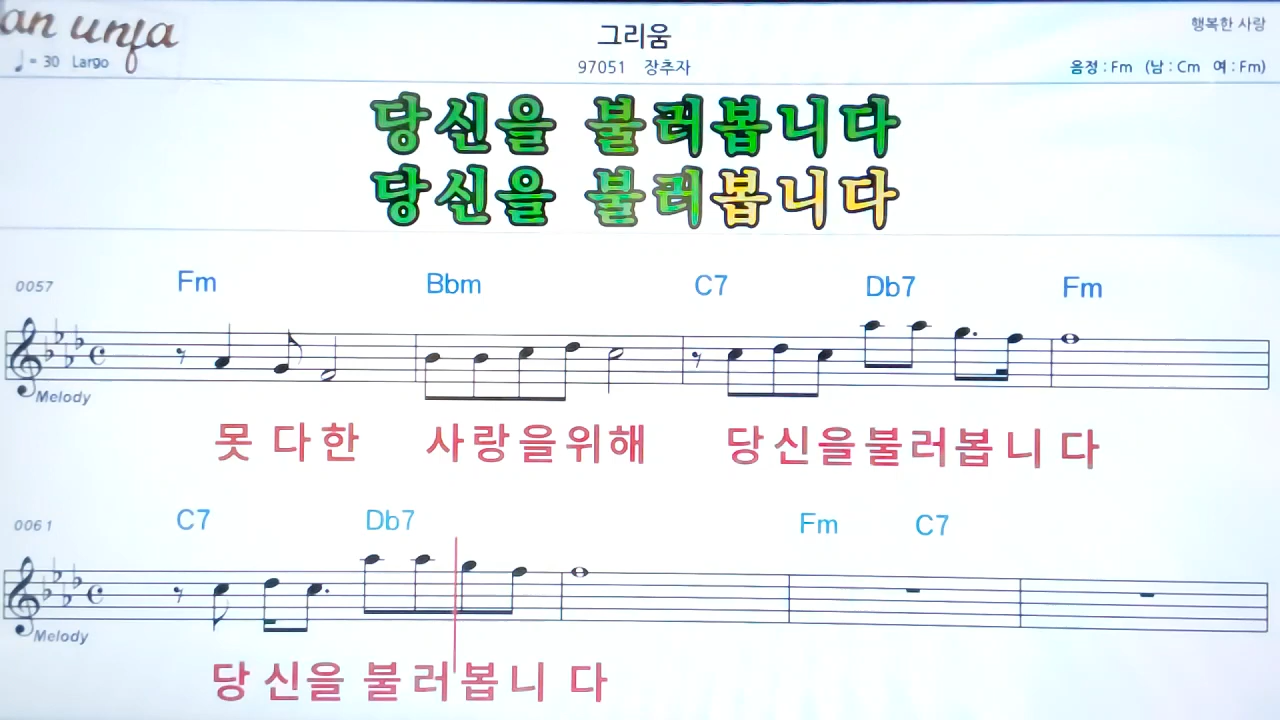 an unfa
행복한 사랑
그리움
♩= 30 Largo
97051 장추자
음정 : Fm (남 : Cm 여 : Fm)
당신을 불러봅니다
당신을 불러봅니다
0057 Fm Bbm C7 Db7 Fm
Melody
못 다 한 사랑을위해 당신을불러봅니 다
0061 C7 Db7 Fm C7
Melody
당 신을 불러봅니 다